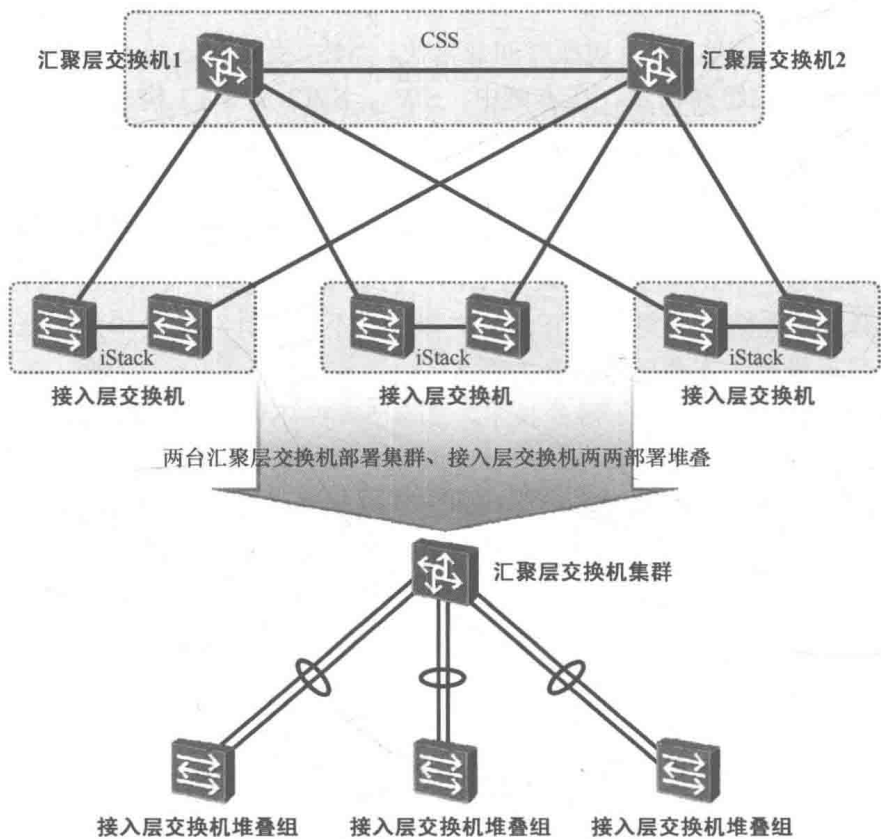 CSS
汇聚层交换机1
汇聚层交换机2
iStack
iStack
iStack
接入层交换机
接入层交换机
接入层交换机
两台汇聚层交换机部署集群、接入层交换机两两部署堆叠
汇聚层交换机集群
接入层交换机堆叠组
接入层交换机堆叠组
接入层交换机堆叠组